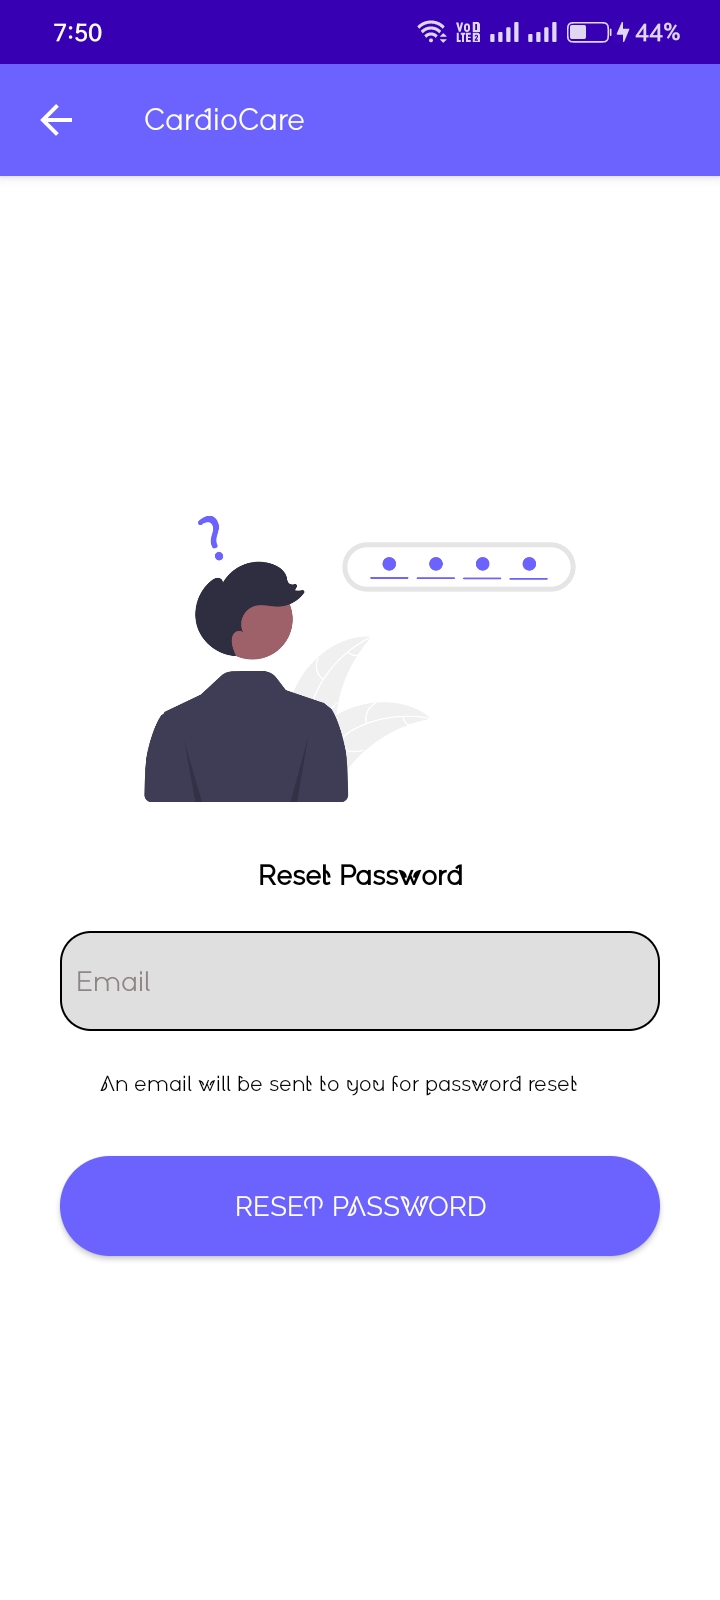 7:50
VoD
LTE2
44%
CardioCare
?
Reset Password
Email
An email will be sent to you for password reset
RESET PASSWORD